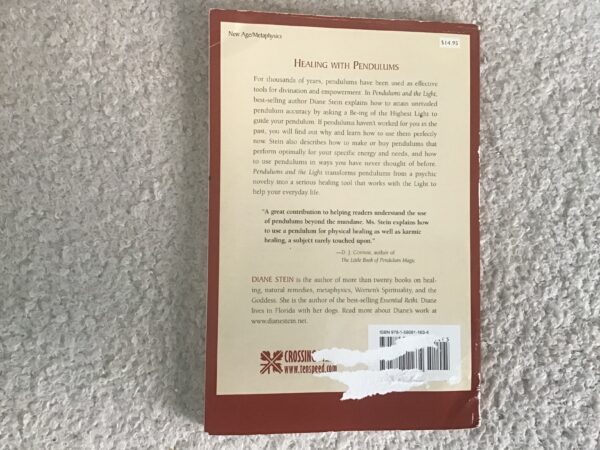 New Age/Metaphysics
$14.95
HEALING WITH PENDULUMS
For thousands of years, pendulums have been used as effective
tools for divination and empowerment. In Pendulums and the Light,
best-selling author Diane Stein explains how to attain unrivaled
pendulum accuracy by asking a Be-ing of the Highest Light to
guide your pendulum. If pendulums haven't worked for you in the
past, you will find out why and learn how to use them perfectly
now. Stein also describes how to make or buy pendulums that
perform optimally for your specific energy and needs, and how
to use pendulums in ways you have never thought of before.
Pendulums and the Light transforms pendulums from a psychic
novelty into a serious healing tool that works with the Light to
help your everyday life.
"A great contribution to helping readers understand the use
of pendulums beyond the mundane. Ms. Stein explains how
to use a pendulum for physical healing as well as karmic
healing, a subject rarely touched upon."
—D. J. CONWAY, author of
The Little Book of Pendulum Magic
DIANE STEIN is the author of more than twenty books on heal-
ing, natural remedies, metaphysics, Women's Spirituality, and the
Goddess. She is the author of the best-selling Essential Reiki. Diane
lives in Florida with her dogs. Read more about Diane's work at
www.dianestein.net.
ISBN 978-1-58091-163-4
CROSSING
www.tenspeed.com